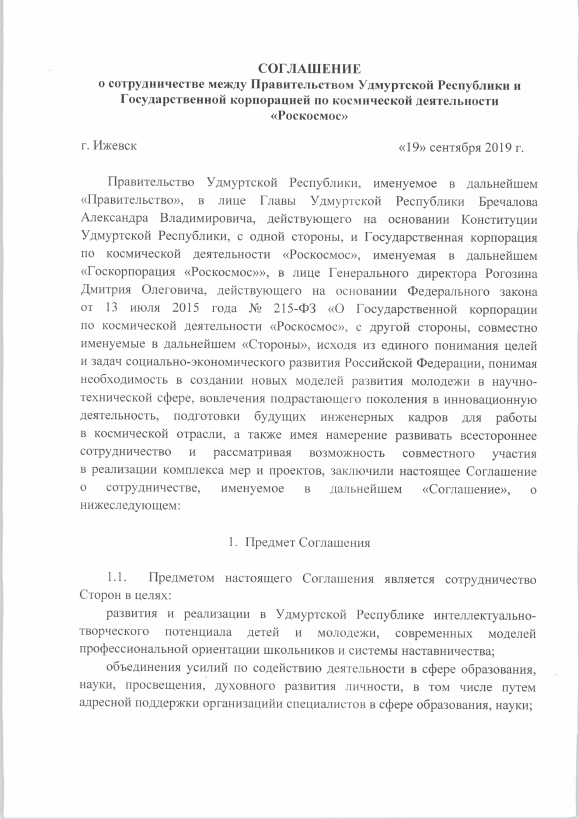 СОГЛАШЕНИЕ
о сотрудничестве между Правительством Удмуртской Республики и
Государственной корпорацией по космической деятельности
«Роскосмос»
г. Ижевск «19» сентября 2019 г.
Правительство Удмуртской Республики, именуемое в дальнейшем
«Правительство», в лице Главы Удмуртской Республики Бречалова
Александра Владимировича, действующего на основании Конституции
Удмуртской Республики, с одной стороны, и Государственная корпорация
по космической деятельности «Роскосмос», именуемая в дальнейшем
«Госкорпорация «Роскосмос»», в лице Генерального директора Рогозина
Дмитрия Олеговича, действующего на основании Федерального закона
от 13 июля 2015 года № 215-ФЗ «О Государственной корпорации
по космической деятельности «Роскосмос», с другой стороны, совместно
именуемые в дальнейшем «Стороны», исходя из единого понимания целей
и задач социально-экономического развития Российской Федерации, понимая
необходимость в создании новых моделей развития молодежи в научно-
технической сфере, вовлечения подрастающего поколения в инновационную
деятельность, подготовки будущих инженерных кадров для работы
в космической отрасли, а также имея намерение развивать всестороннее
сотрудничество и рассматривая возможность совместного участия
в реализации комплекса мер и проектов, заключили настоящее Соглашение
о сотрудничестве, именуемое в дальнейшем «Соглашение», о
нижеследующем:
1. Предмет Соглашения
1.1. Предметом настоящего Соглашения является сотрудничество
Сторон в целях:
развития и реализации в Удмуртской Республике интеллектуально-
творческого потенциала детей и молодежи, современных моделей
профессиональной ориентации школьников и системы наставничества;
объединения усилий по содействию деятельности в сфере образования,
науки, просвещения, духовного развития личности, в том числе путем
адресной поддержки организацийи специалистов в сфере образования, науки;